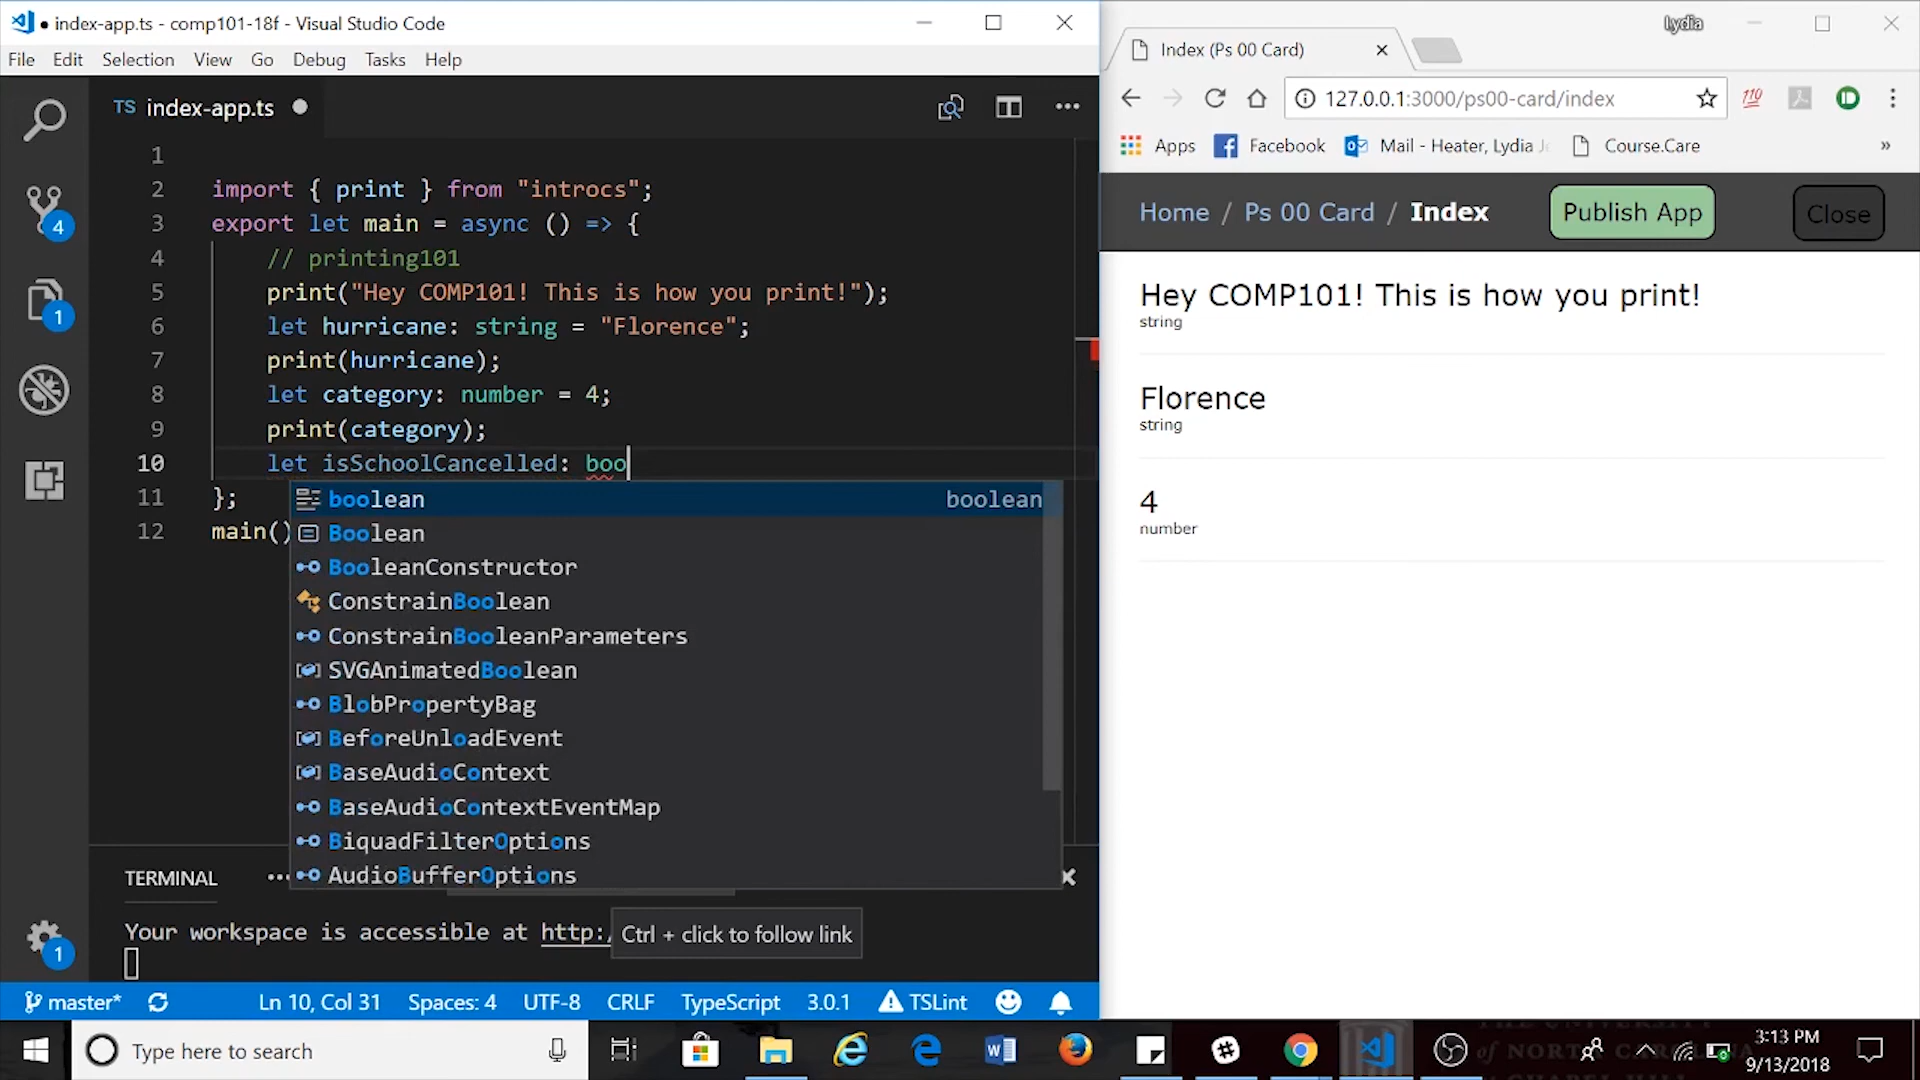 index-app.ts - comp101-18f - Visual Studio Code
File Edit Selection View Go Debug Tasks Help
TS index-app.ts
1
2 import { print } from "introcs";
3 export let main = async () => {
4 // printing101
5 print("Hey COMP101! This is how you print!");
6 let hurricane: string = "Florence";
7 print(hurricane);
8 let category: number = 4;
9 print(category);
10 let isSchoolCancelled: boo
11 };
12 main()
boolean boolean
Boolean
BooleanConstructor
ConstrainBoolean
ConstrainBooleanParameters
SVGAnimatedBoolean
BlobPropertyBag
BeforeUnloadEvent
BaseAudioContext
BaseAudioContextEventMap
BiquadFilterOptions
AudioBufferOptions
4
1
1
TERMINAL
Your workspace is accessible at http:/
Ctrl + click to follow link
master* Ln 10, Col 31 Spaces: 4 UTF-8 CRLF TypeScript 3.0.1 TSLint
Lydia
Index (Ps 00 Card)
127.0.0.1:3000/ps00-card/index
Apps Facebook Mail - Heater, Lydia J Course.Care »
Home / Ps 00 Card / Index Publish App Close
Hey COMP101! This is how you print!
string
Florence
string
4
number
Type here to search
of NORTH CAROLINA
3:13 PM
9/13/2018